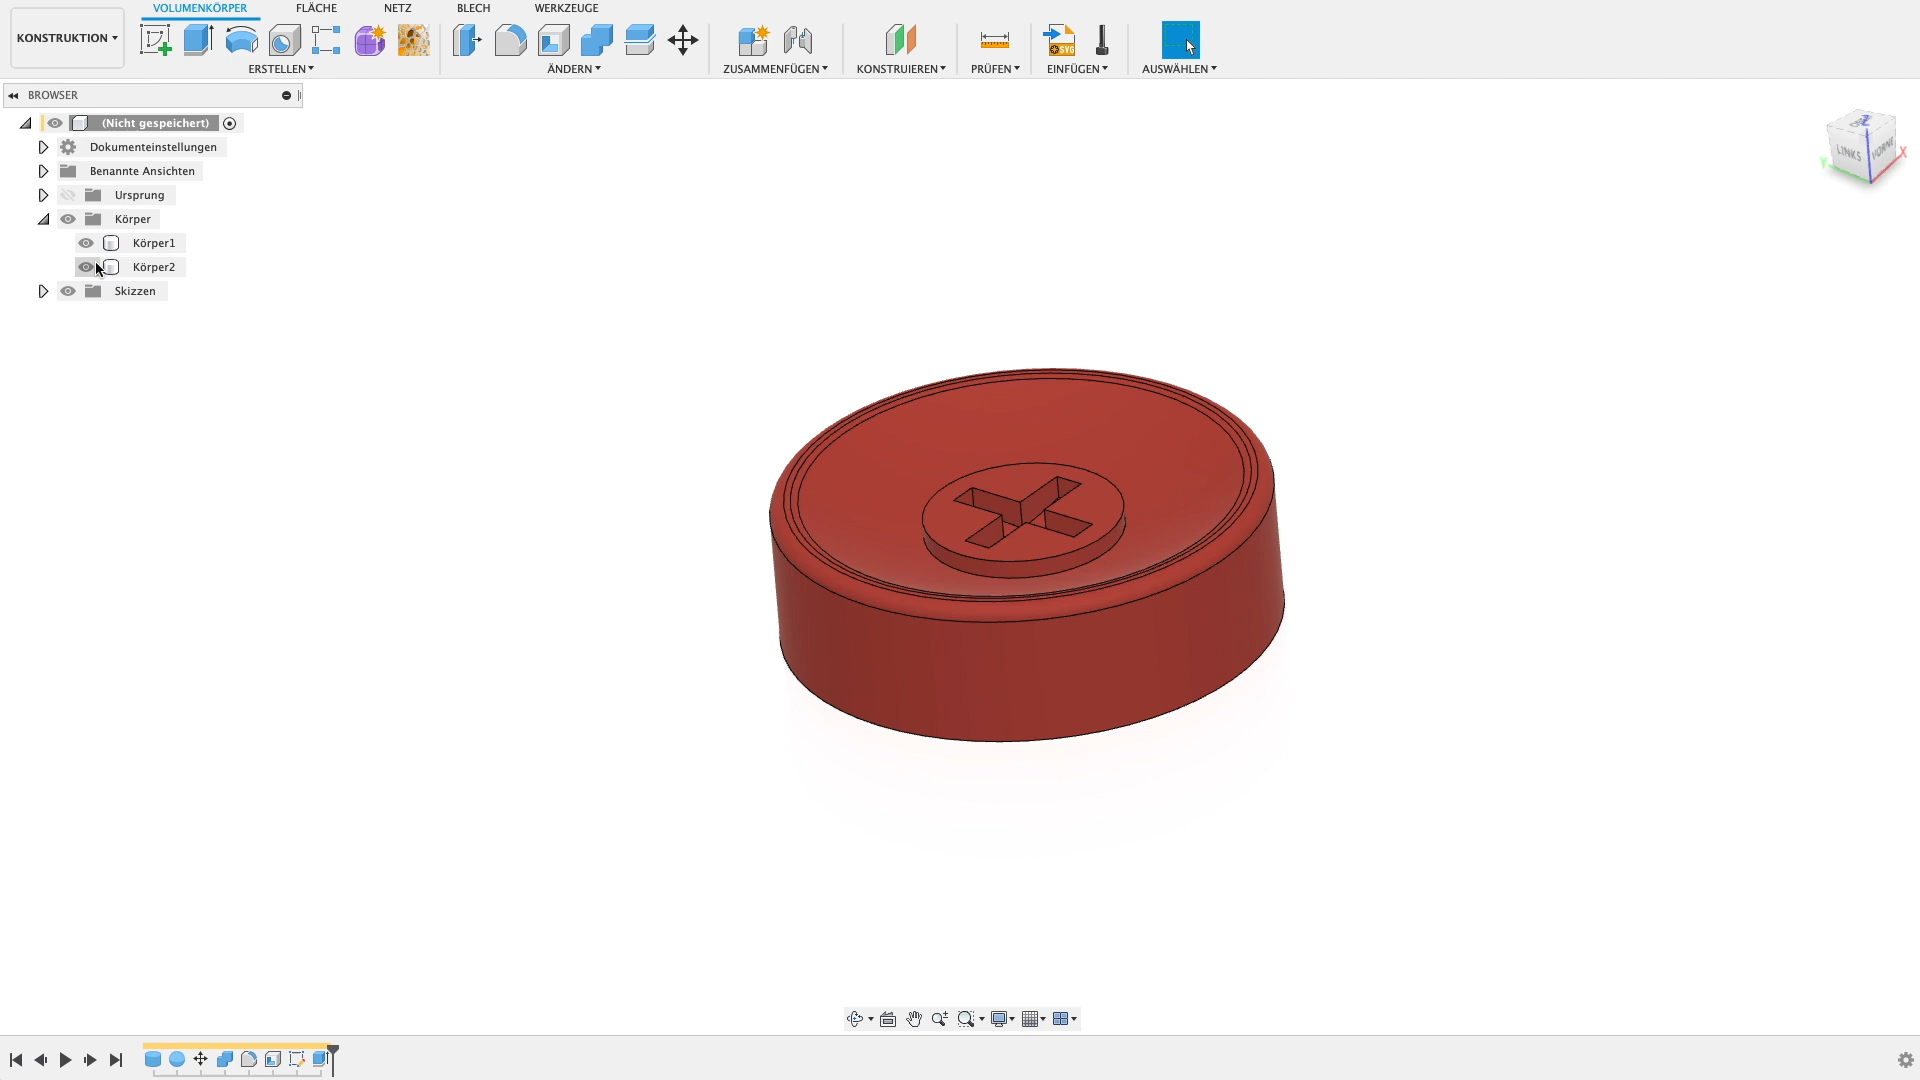 VOLUMENKÖRPER FLÄCHE NETZ BLECH WERKZEUGE
KONSTRUKTION
ERSTELLEN ÄNDERN ZUSAMMENFÜGEN KONSTRUIEREN PRÜFEN EINFÜGEN AUSWÄHLEN
SVG
BROWSER
(Nicht gespeichert)
Dokumenteinstellungen
Benannte Ansichten
Ursprung
Körper
Körper1
Körper2
Skizzen
LINKS VORNE
X
Y